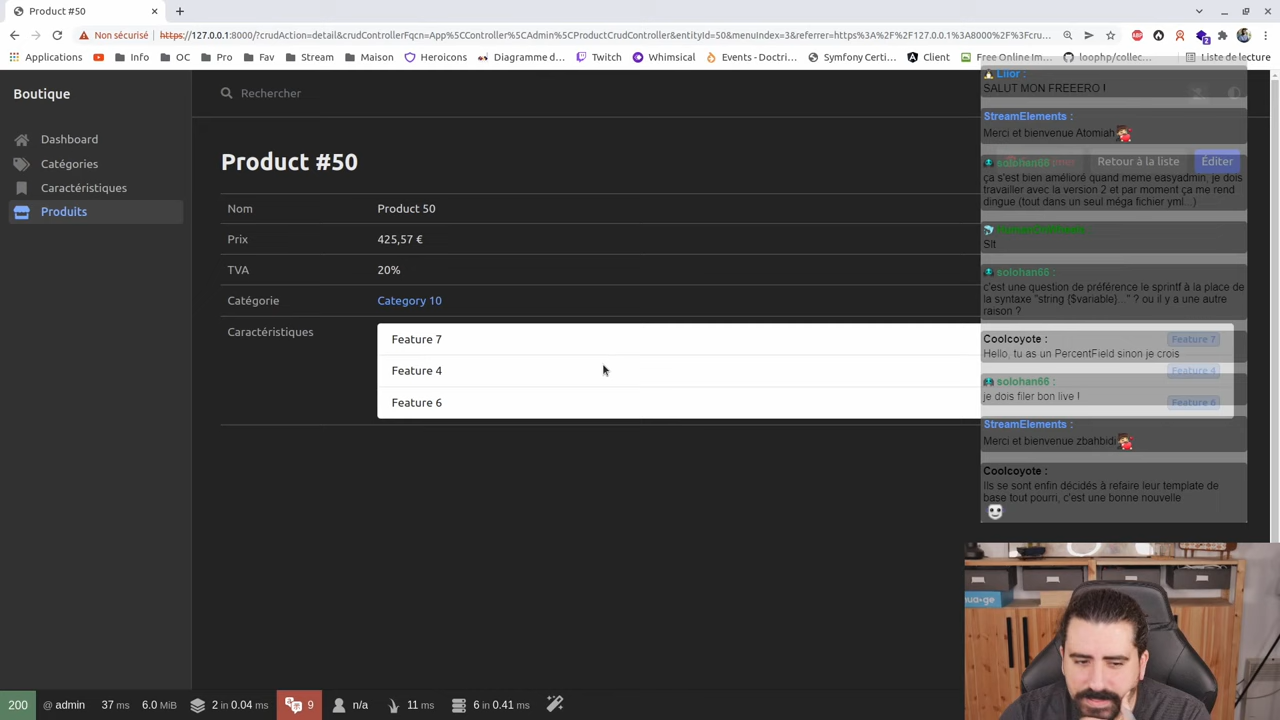 Product #50
Non sécurisé
https://127.0.0.1:8000/?crudAction=detail&crudControllerFqcn=App%5CController%5CAdmin%5CProductCrudController&entityId=50&menuIndex=3&referrer=https%3A%2F%2F127.0.0.1%3A8000%2F%3Fcru...
Applications
Info
OC
Pro
Fav
Stream
Maison
Heroicons
Diagramme d...
Twitch
Whimsical
Events - Doctri...
Symfony Certi...
Client
Free Online Im...
loophp/collec...
Liste de lecture
Boutique
Rechercher
Dashboard
Catégories
Caractéristiques
Produits
Product #50
Retour à la liste
Éditer
Nom
Product 50
Prix
425,57 €
TVA
20%
Catégorie
Category 10
Caractéristiques
Feature 7
Feature 4
Feature 6
Feature 7
Feature 4
Feature 6
Liior :
SALUT MON FREEERO !
StreamElements :
Merci et bienvenue Atomiah
solohan66 :
ça s'est bien amélioré quand meme easyadmin, je dois
travailler avec la version 2 et par moment ça me rend
dingue (tout dans un seul méga fichier yml...)
Slt
solohan66 :
c'est une question de préférence le sprintf à la place de
la syntaxe "string {$variable}..." ? ou il y a une autre
raison ?
Coolcoyote :
Hello, tu as un PercentField sinon je crois
solohan66 :
je dois filer bon live !
StreamElements :
Merci et bienvenue zbahbidi
Coolcoyote :
Ils se sont enfin décidés à refaire leur template de
base tout pourri, c'est une bonne nouvelle
200
@ admin
37 ms
6.0 MiB
2 in 0.04 ms
9
n/a
11 ms
6 in 0.41 ms